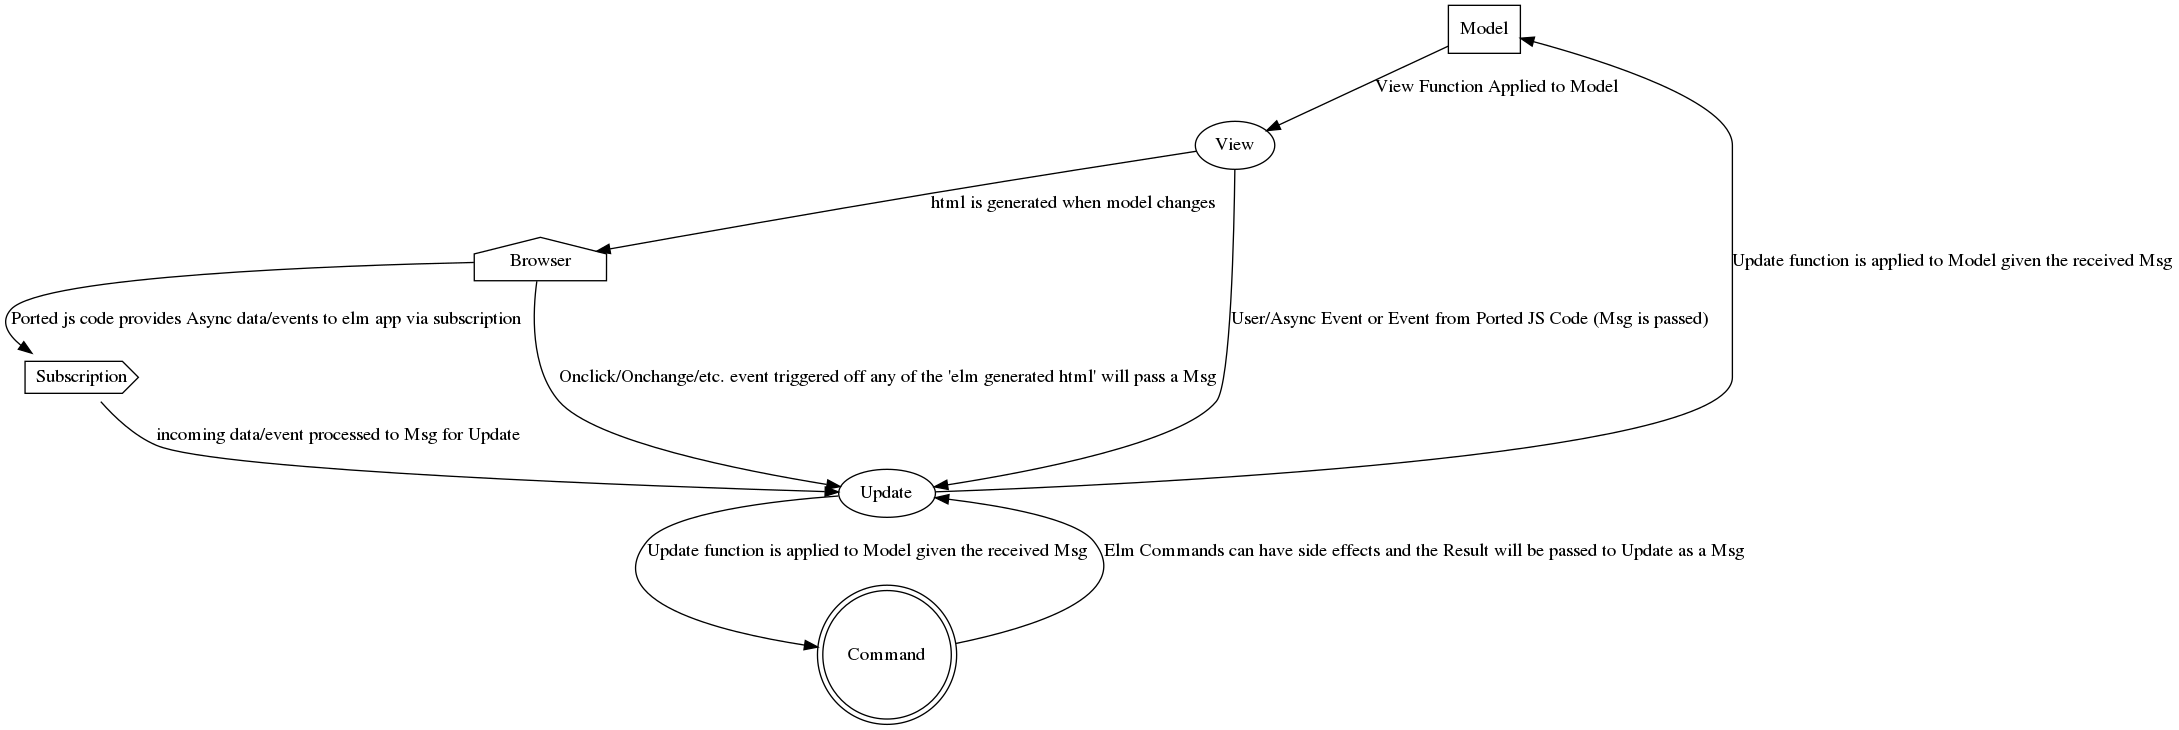 Model
View Function Applied to Model
View
html is generated when model changes
Browser
Update function is applied to Model given the received Msg
Ported js code provides Async data/events to elm app via subscription
User/Async Event or Event from Ported JS Code (Msg is passed)
Subscription
Onclick/Onchange/etc. event triggered off any of the 'elm generated html' will pass a Msg
incoming data/event processed to Msg for Update
Update
Update function is applied to Model given the received Msg
Elm Commands can have side effects and the Result will be passed to Update as a Msg
Command